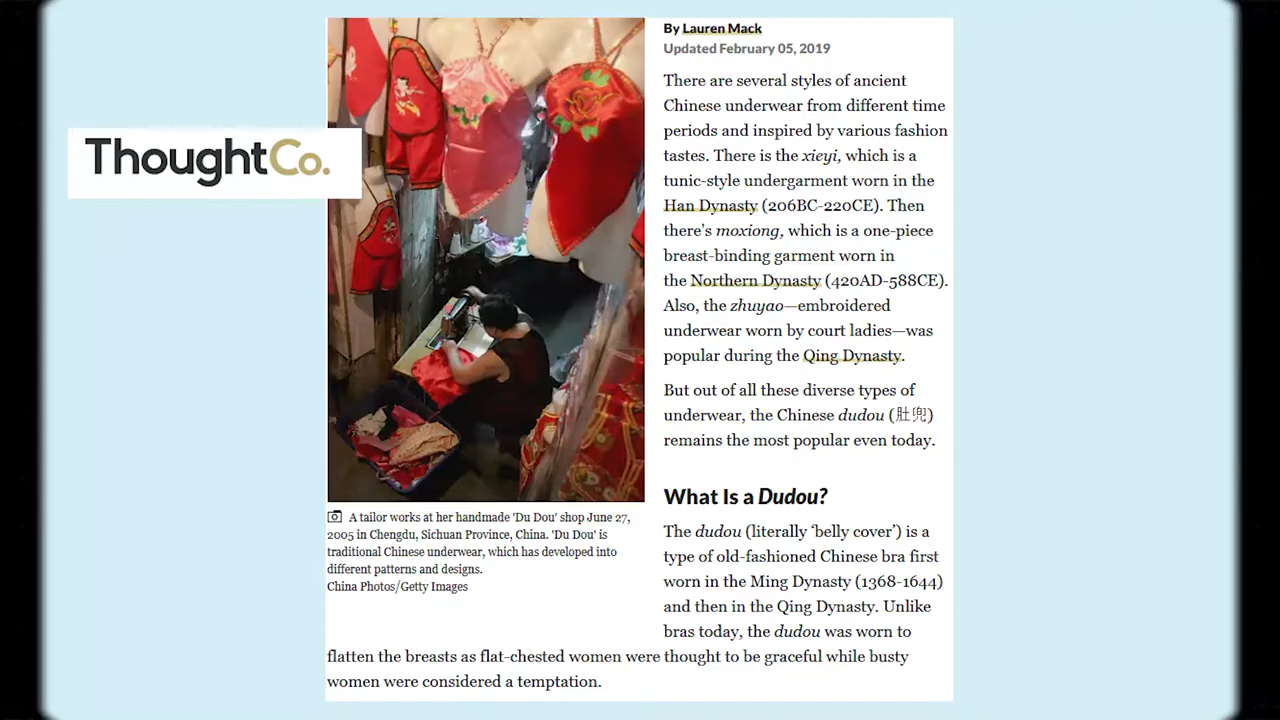 ThoughtCo.
By Lauren Mack
Updated February 05, 2019
There are several styles of ancient
Chinese underwear from different time
periods and inspired by various fashion
tastes. There is the xieyi, which is a
tunic-style undergarment worn in the
Han Dynasty (206BC-220CE). Then
there's moxiong, which is a one-piece
breast-binding garment worn in
the Northern Dynasty (420AD-588CE).
Also, the zhuyao—embroidered
underwear worn by court ladies—was
popular during the Qing Dynasty.
But out of all these diverse types of
underwear, the Chinese dudou (肚兜)
remains the most popular even today.
What Is a Dudou?
The dudou (literally ‘belly cover’) is a
type of old-fashioned Chinese bra first
worn in the Ming Dynasty (1368-1644)
and then in the Qing Dynasty. Unlike
bras today, the dudou was worn to
flatten the breasts as flat-chested women were thought to be graceful while busty
women were considered a temptation.
A tailor works at her handmade 'Du Dou' shop June 27,
2005 in Chengdu, Sichuan Province, China. 'Du Dou' is
traditional Chinese underwear, which has developed into
different patterns and designs.
China Photos/Getty Images